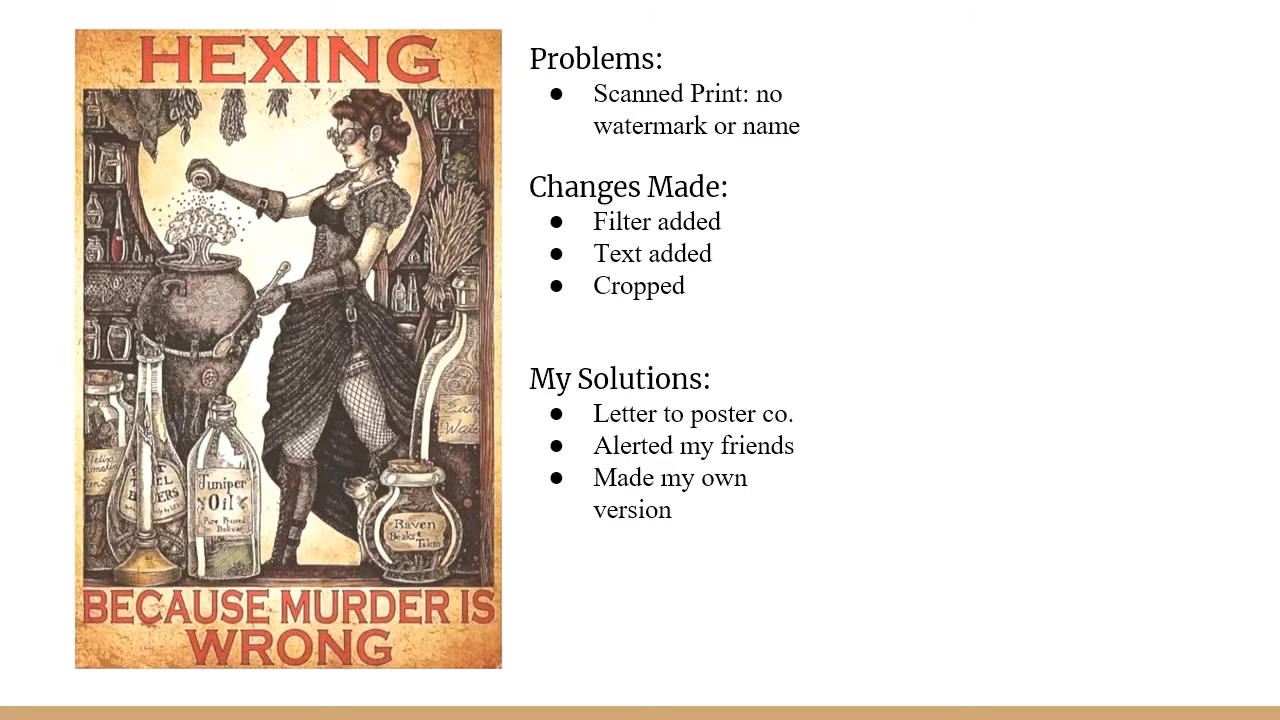 HEXING
BECAUSE MURDER IS
WRONG
Juniper
Oil
Raven
Beaks &
Problems:
● Scanned Print: no
watermark or name
Changes Made:
● Filter added
● Text added
● Cropped
My Solutions:
● Letter to poster co.
● Alerted my friends
● Made my own
version